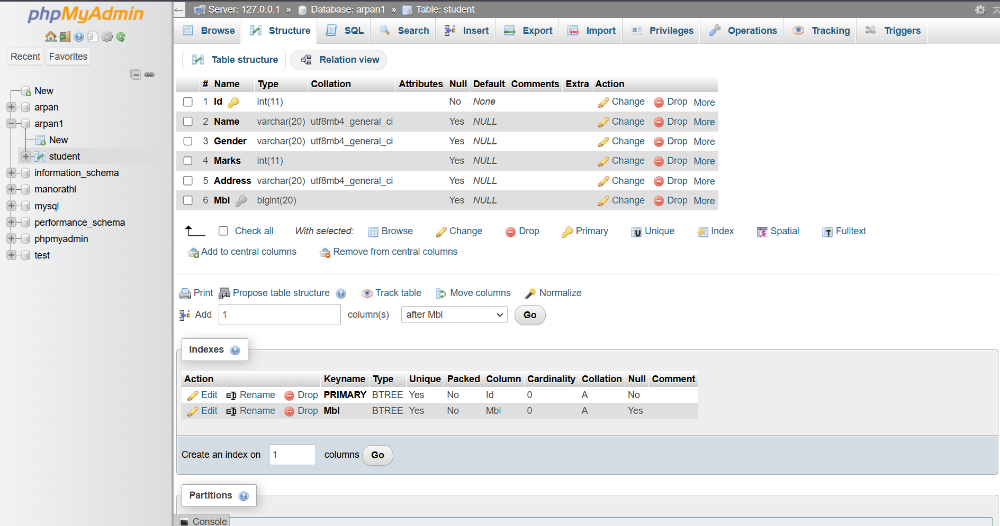 phpMyAdmin
Recent Favorites
New
arpan
arpan1
New
student
information_schema
manorathi
mysql
performance_schema
phpmyadmin
test
Server: 127.0.0.1 » Database: arpan1 » Table: student
Browse Structure SQL Search Insert Export Import Privileges Operations Tracking Triggers
Table structure Relation view
# Name Type Collation Attributes Null Default Comments Extra Action
1 Id int(11) No None Change Drop More
2 Name varchar(20) utf8mb4_general_ci Yes NULL Change Drop More
3 Gender varchar(20) utf8mb4_general_ci Yes NULL Change Drop More
4 Marks int(11) Yes NULL Change Drop More
5 Address varchar(20) utf8mb4_general_ci Yes NULL Change Drop More
6 Mbl bigint(20) Yes NULL Change Drop More
Check all With selected: Browse Change Drop Primary Unique Index Spatial Fulltext
Add to central columns Remove from central columns
Print Propose table structure Track table Move columns Normalize
Add 1 column(s) after Mbl Go
Indexes
Action Keyname Type Unique Packed Column Cardinality Collation Null Comment
Edit Rename Drop PRIMARY BTREE Yes No Id 0 A No
Edit Rename Drop Mbl BTREE Yes No Mbl 0 A Yes
Create an index on 1 columns Go
Partitions
Console